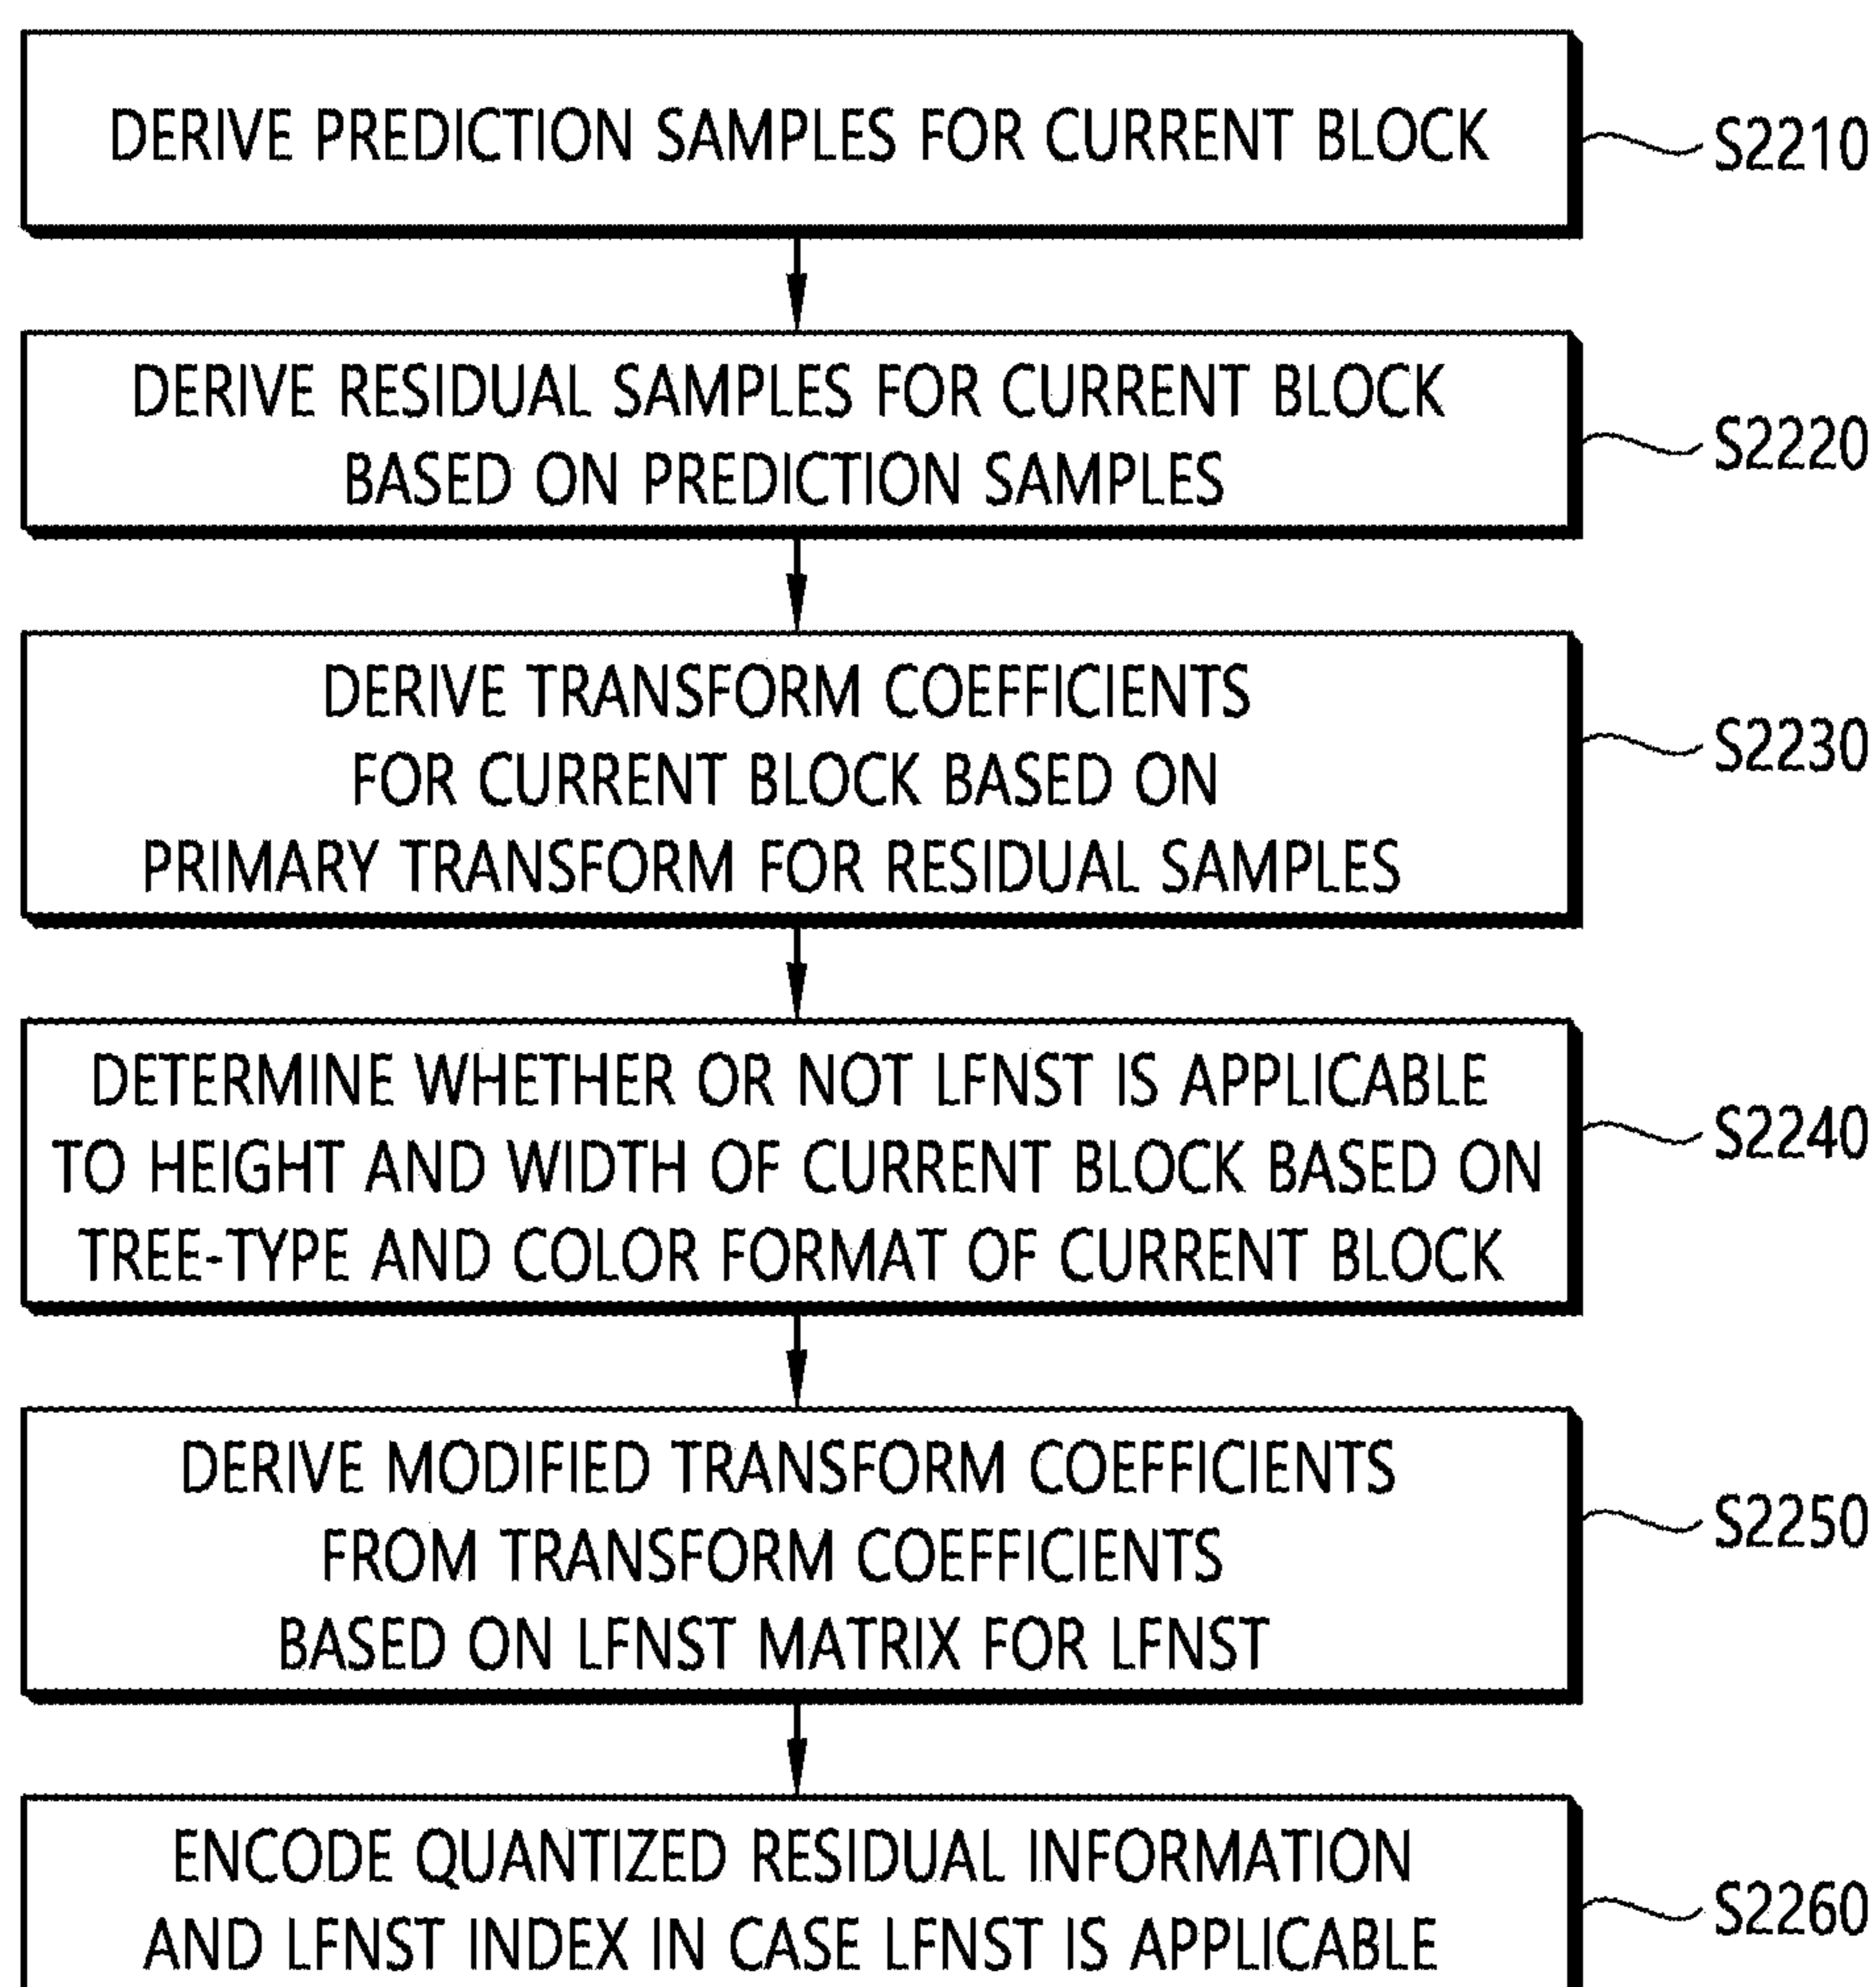 DERIVE PREDICTION SAMPLES FOR CURRENT BLOCK
S2210
DERIVE RESIDUAL SAMPLES FOR CURRENT BLOCK
BASED ON PREDICTION SAMPLES
S2220
DERIVE TRANSFORM COEFFICIENTS
FOR CURRENT BLOCK BASED ON
PRIMARY TRANSFORM FOR RESIDUAL SAMPLES
S2230
DETERMINE WHETHER OR NOT LFNST IS APPLICABLE
TO HEIGHT AND WIDTH OF CURRENT BLOCK BASED ON
TREE-TYPE AND COLOR FORMAT OF CURRENT BLOCK
S2240
DERIVE MODIFIED TRANSFORM COEFFICIENTS
FROM TRANSFORM COEFFICIENTS
BASED ON LFNST MATRIX FOR LFNST
S2250
ENCODE QUANTIZED RESIDUAL INFORMATION
AND LFNST INDEX IN CASE LFNST IS APPLICABLE
S2260